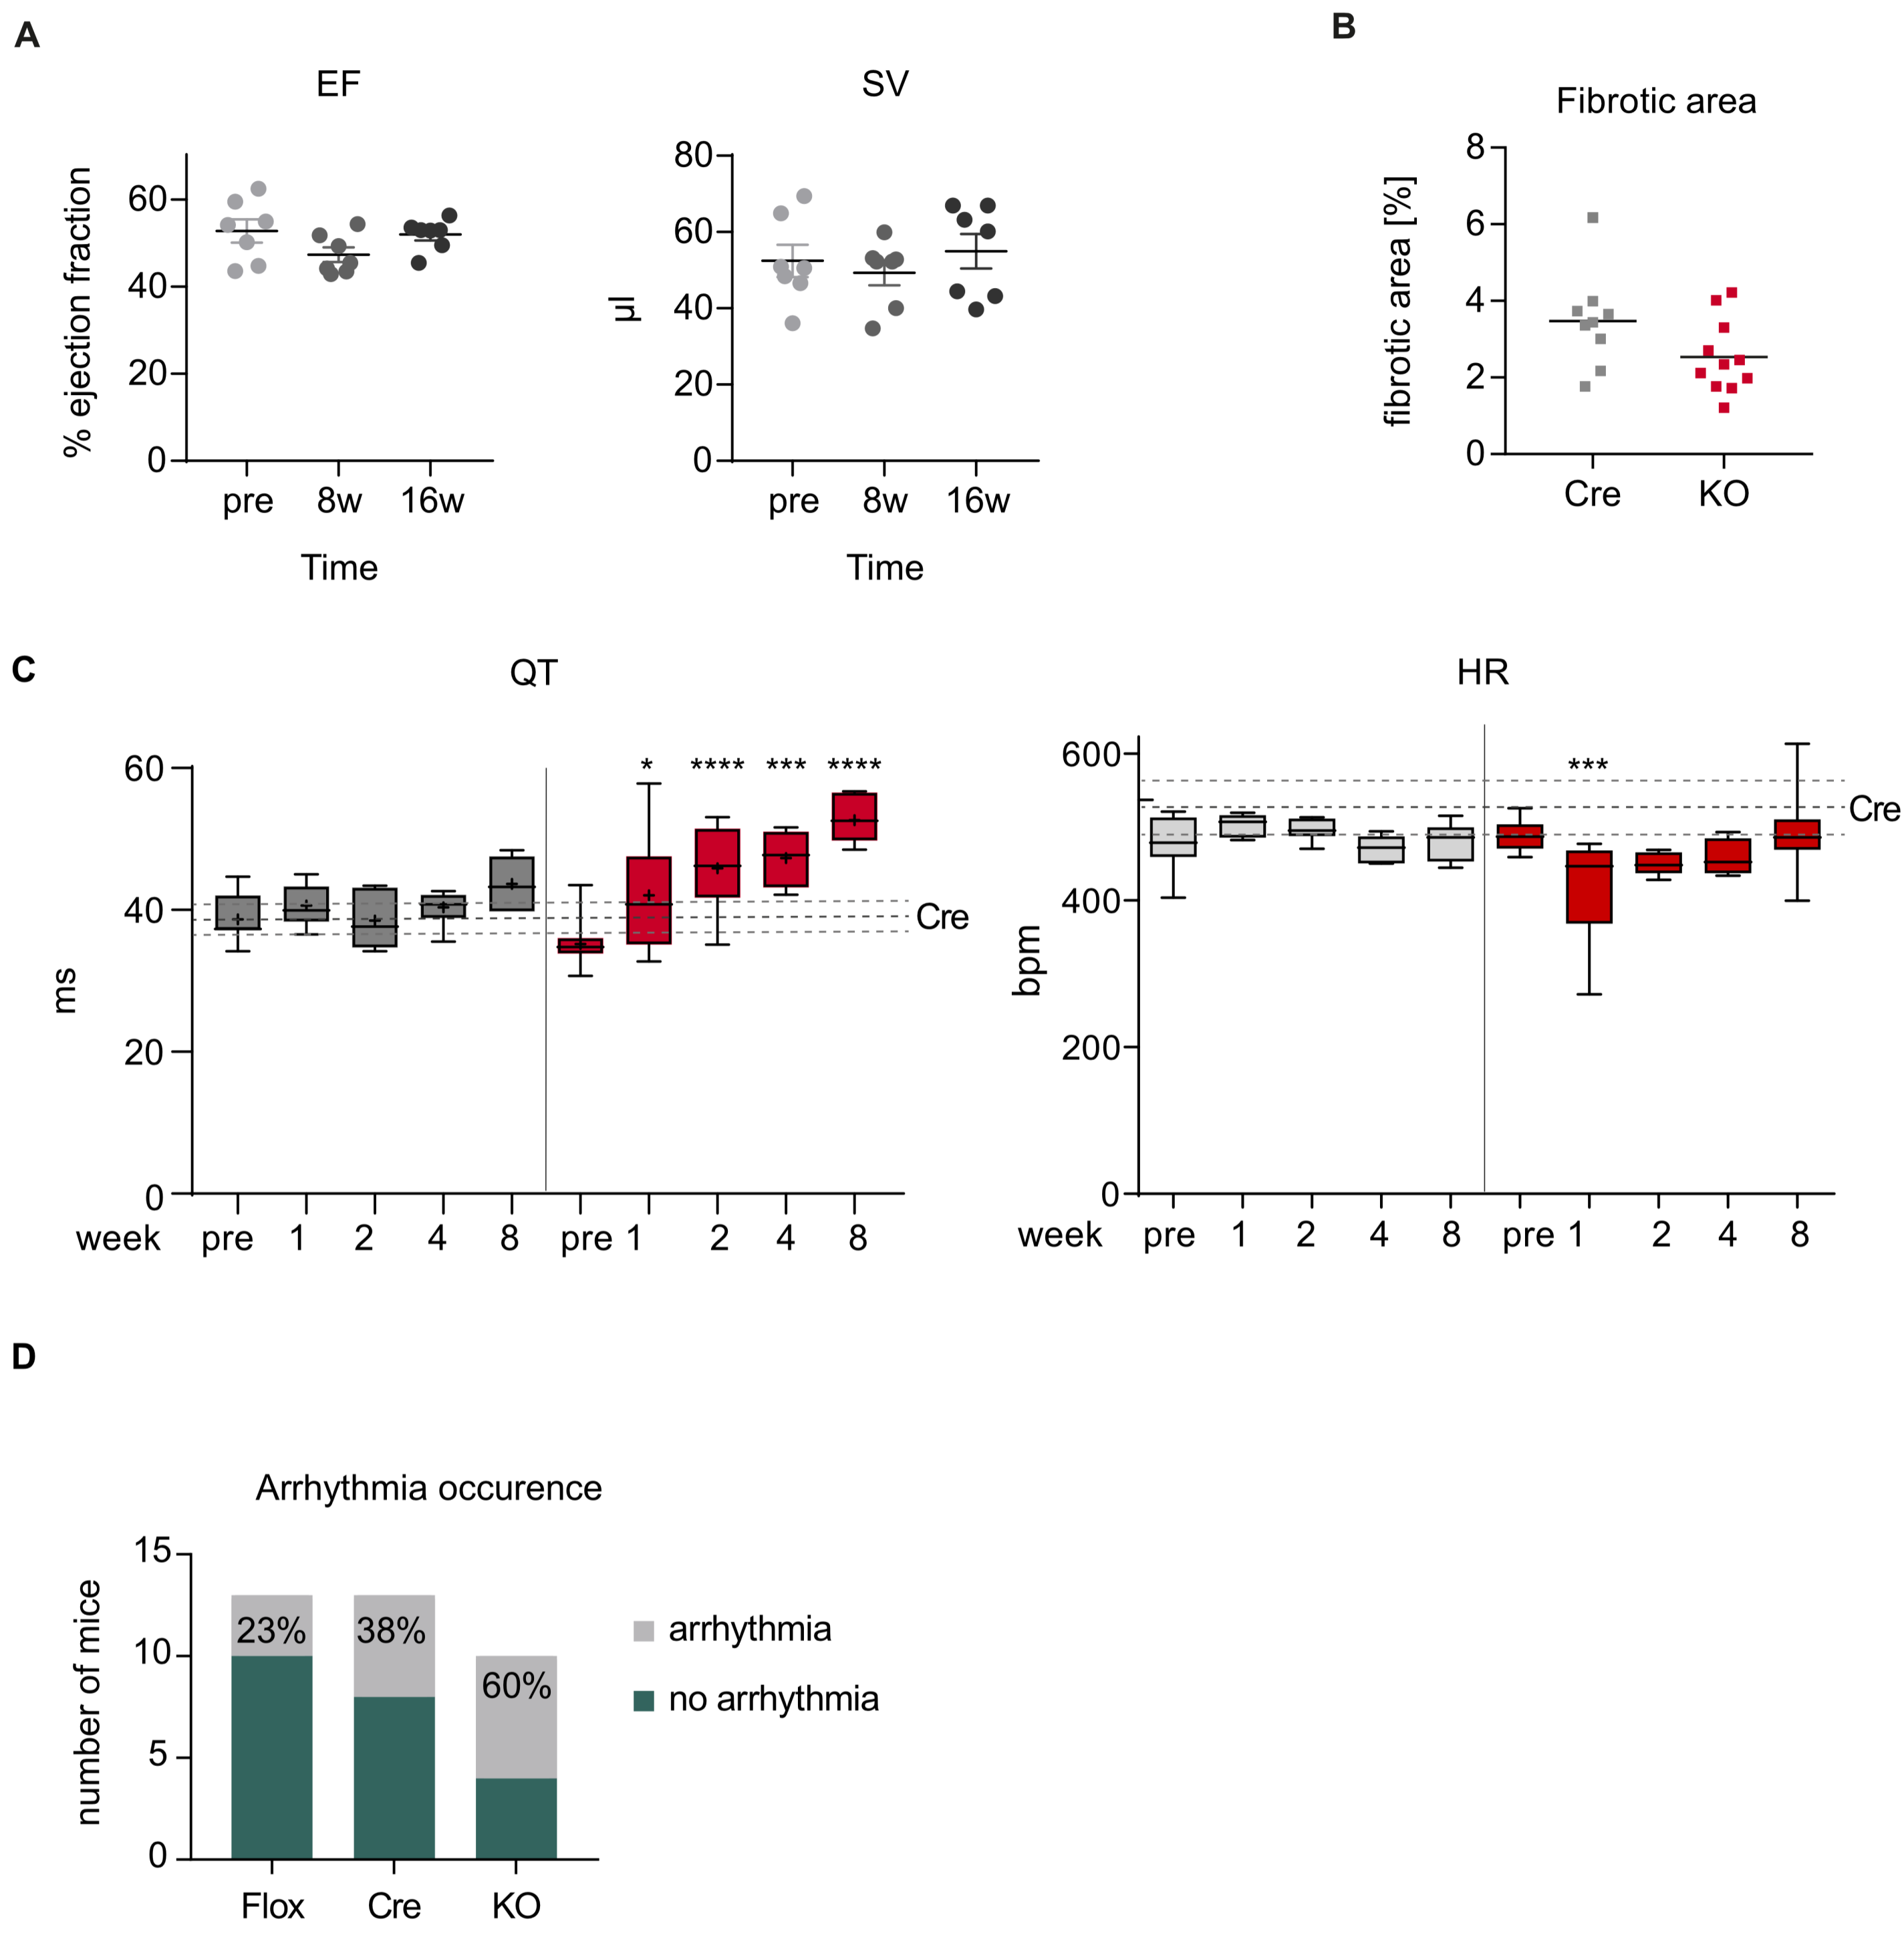 A
EF
% ejection fraction
60
40
20
0
pre 8w 16w
Time
SV
µl
80
60
40
20
0
pre 8w 16w
Time
B
Fibrotic area
fibrotic area [%]
8
6
4
2
0
Cre KO
C
QT
ms
60
40
20
0
* **** *** ****
Cre
week pre 1 2 4 8 pre 1 2 4 8
HR
bpm
600
400
200
0
***
Cre
week pre 1 2 4 8 pre 1 2 4 8
D
Arrhythmia occurence
number of mice
15
10
5
0
23% 38% 60%
Flox Cre KO
arrhythmia
no arrhythmia